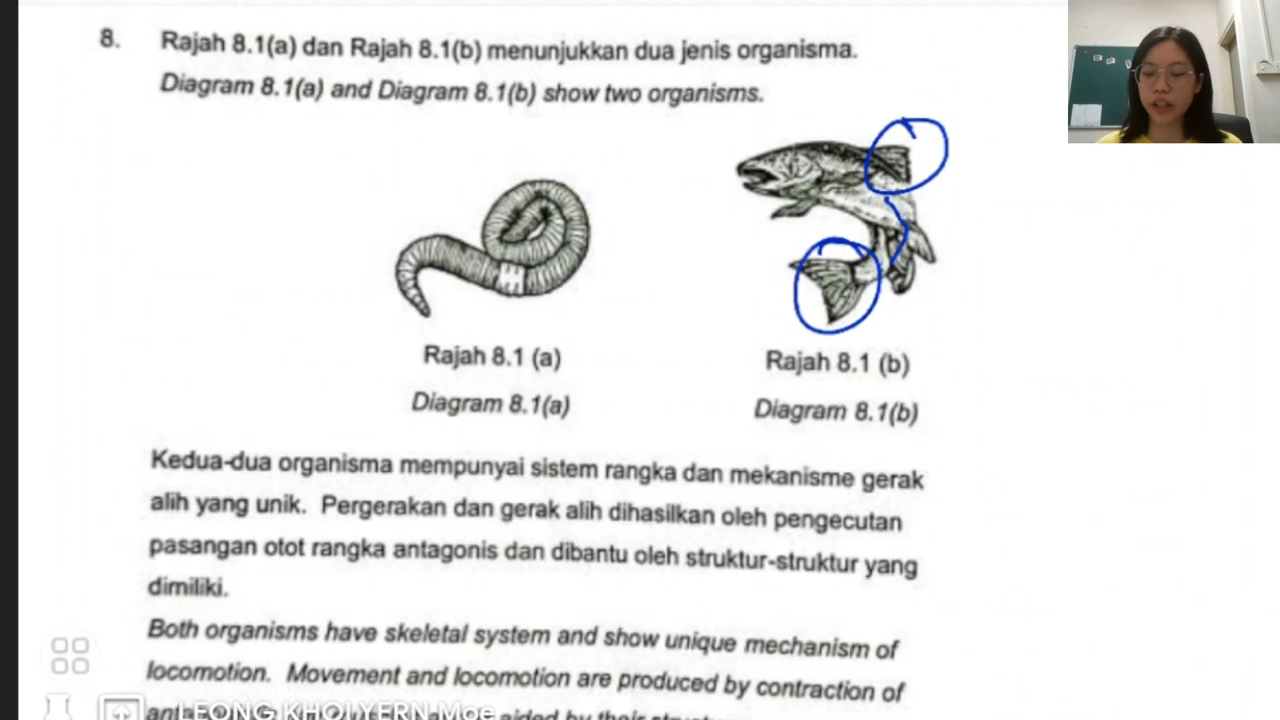 8. Rajah 8.1(a) dan Rajah 8.1(b) menunjukkan dua jenis organisma.
Diagram 8.1(a) and Diagram 8.1(b) show two organisms.
Rajah 8.1 (a)
Diagram 8.1(a)
Rajah 8.1 (b)
Diagram 8.1(b)
Kedua-dua organisma mempunyai sistem rangka dan mekanisme gerak
alih yang unik. Pergerakan dan gerak alih dihasilkan oleh pengecutan
pasangan otot rangka antagonis dan dibantu oleh struktur-struktur yang
dimiliki.
Both organisms have skeletal system and show unique mechanism of
locomotion. Movement and locomotion are produced by contraction of
aided by their